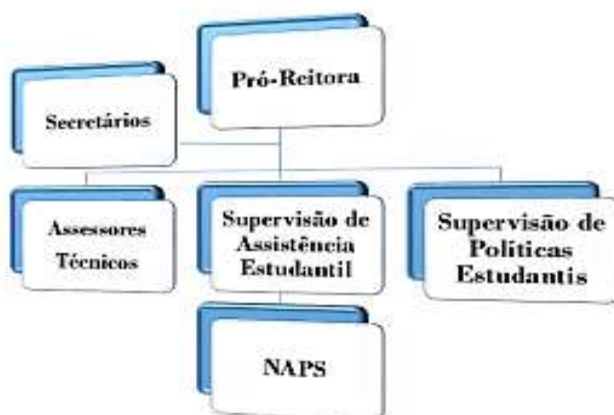 Pró-Reitora
Secretários
Assessores
Técnicos
Supervisão de
Assistência
Estudantil
Supervisão de
Políticas
Estudantis
NAPS